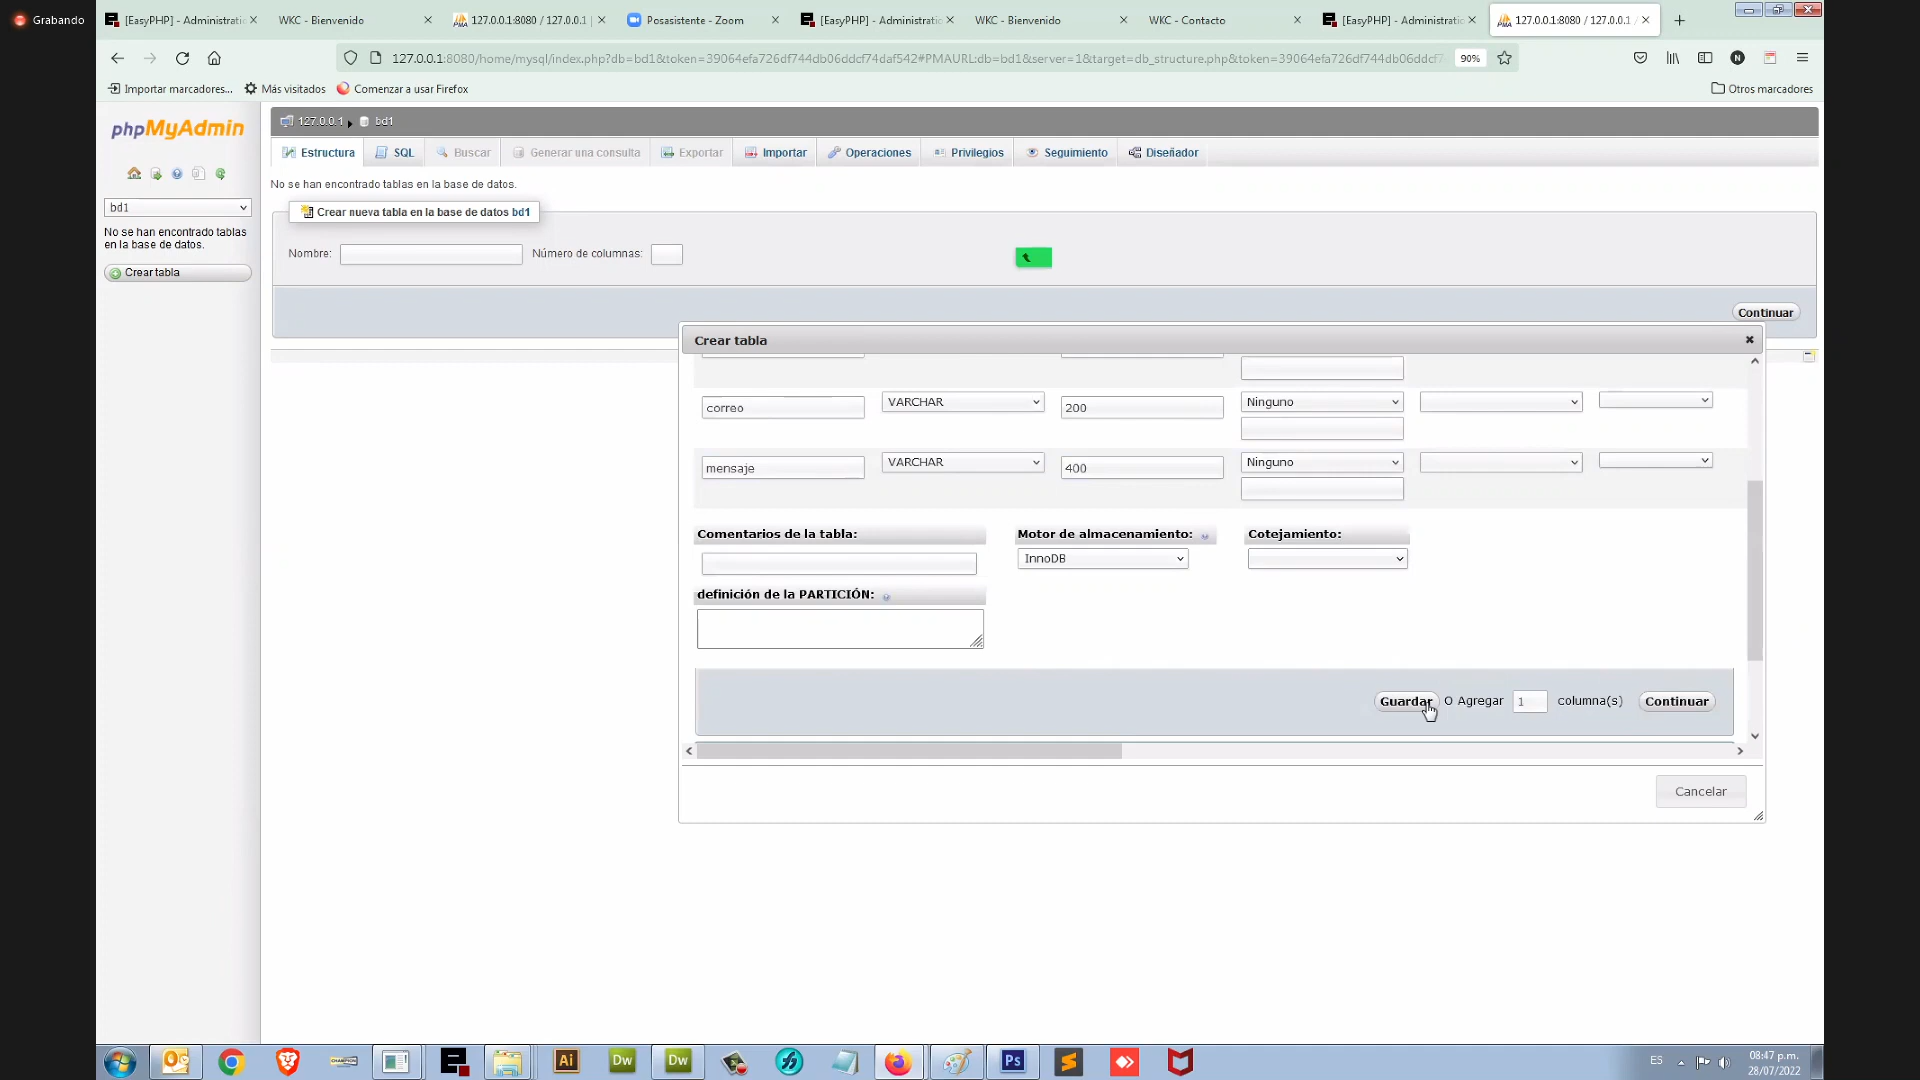 Grabando
[EasyPHP] - Administratio
WKC - Bienvenido
127.0.0.1:8080 / 127.0.0.1 |
Posasistente - Zoom
[EasyPHP] - Administratio
WKC - Bienvenido
WKC - Contacto
[EasyPHP] - Administratio
127.0.0.1:8080 / 127.0.0.1 /
127.0.0.1:8080/home/mysql/index.php?db=bd1&token=39064efa726df744db06ddcf74daf542#PMAURL:db=bd1&server=1&target=db_structure.php&token=39064efa726df744db06ddcf7
90%
Importar marcadores...
Más visitados
Comenzar a usar Firefox
Otros marcadores
phpMyAdmin
127.0.0.1
bd1
Estructura
SQL
Buscar
Generar una consulta
Exportar
Importar
Operaciones
Privilegios
Seguimiento
Diseñador
No se han encontrado tablas en la base de datos.
bd1
No se han encontrado tablas
en la base de datos.
Crear tabla
Crear nueva tabla en la base de datos bd1
Nombre:
Número de columnas:
Continuar
Crear tabla
correo
VARCHAR
200
Ninguno
mensaje
VARCHAR
400
Ninguno
Comentarios de la tabla:
Motor de almacenamiento:
Cotejamiento:
InnoDB
definición de la PARTICIÓN:
Guardar
O Agregar
1
columna(s)
Continuar
Cancelar
Ai
Dw
Dw
Ps
ES
08:47 p.m.
28/07/2022